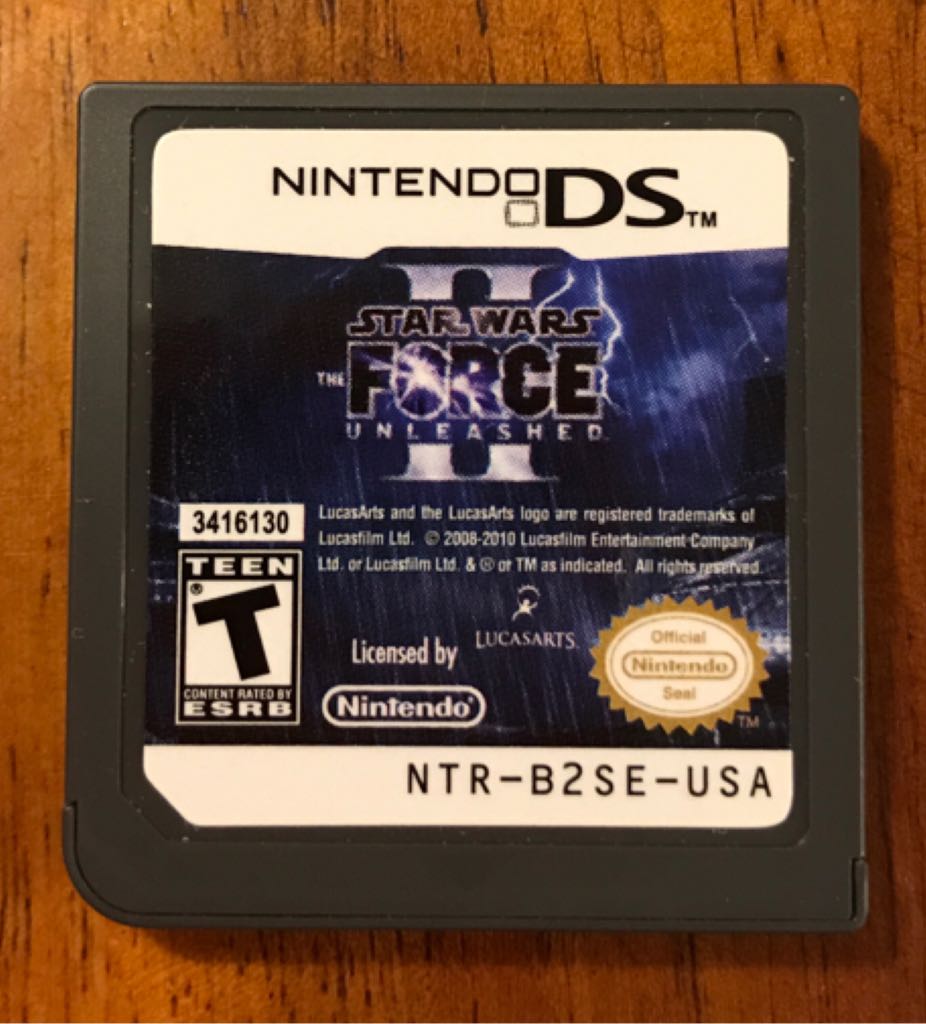 NINTENDO DS™
II
STAR WARS
THE FORCE
UNLEASHED
3416130
LucasArts and the LucasArts logo are registered trademarks of
Lucasfilm Ltd. © 2008-2010 Lucasfilm Entertainment Company
Ltd. or Lucasfilm Ltd. & ® or TM as indicated. All rights reserved.
TEEN
T
®
CONTENT RATED BY
ESRB
LUCASARTS.
Licensed by
Nintendo®
Official
Nintendo
Seal
TM
NTR-B2SE-USA